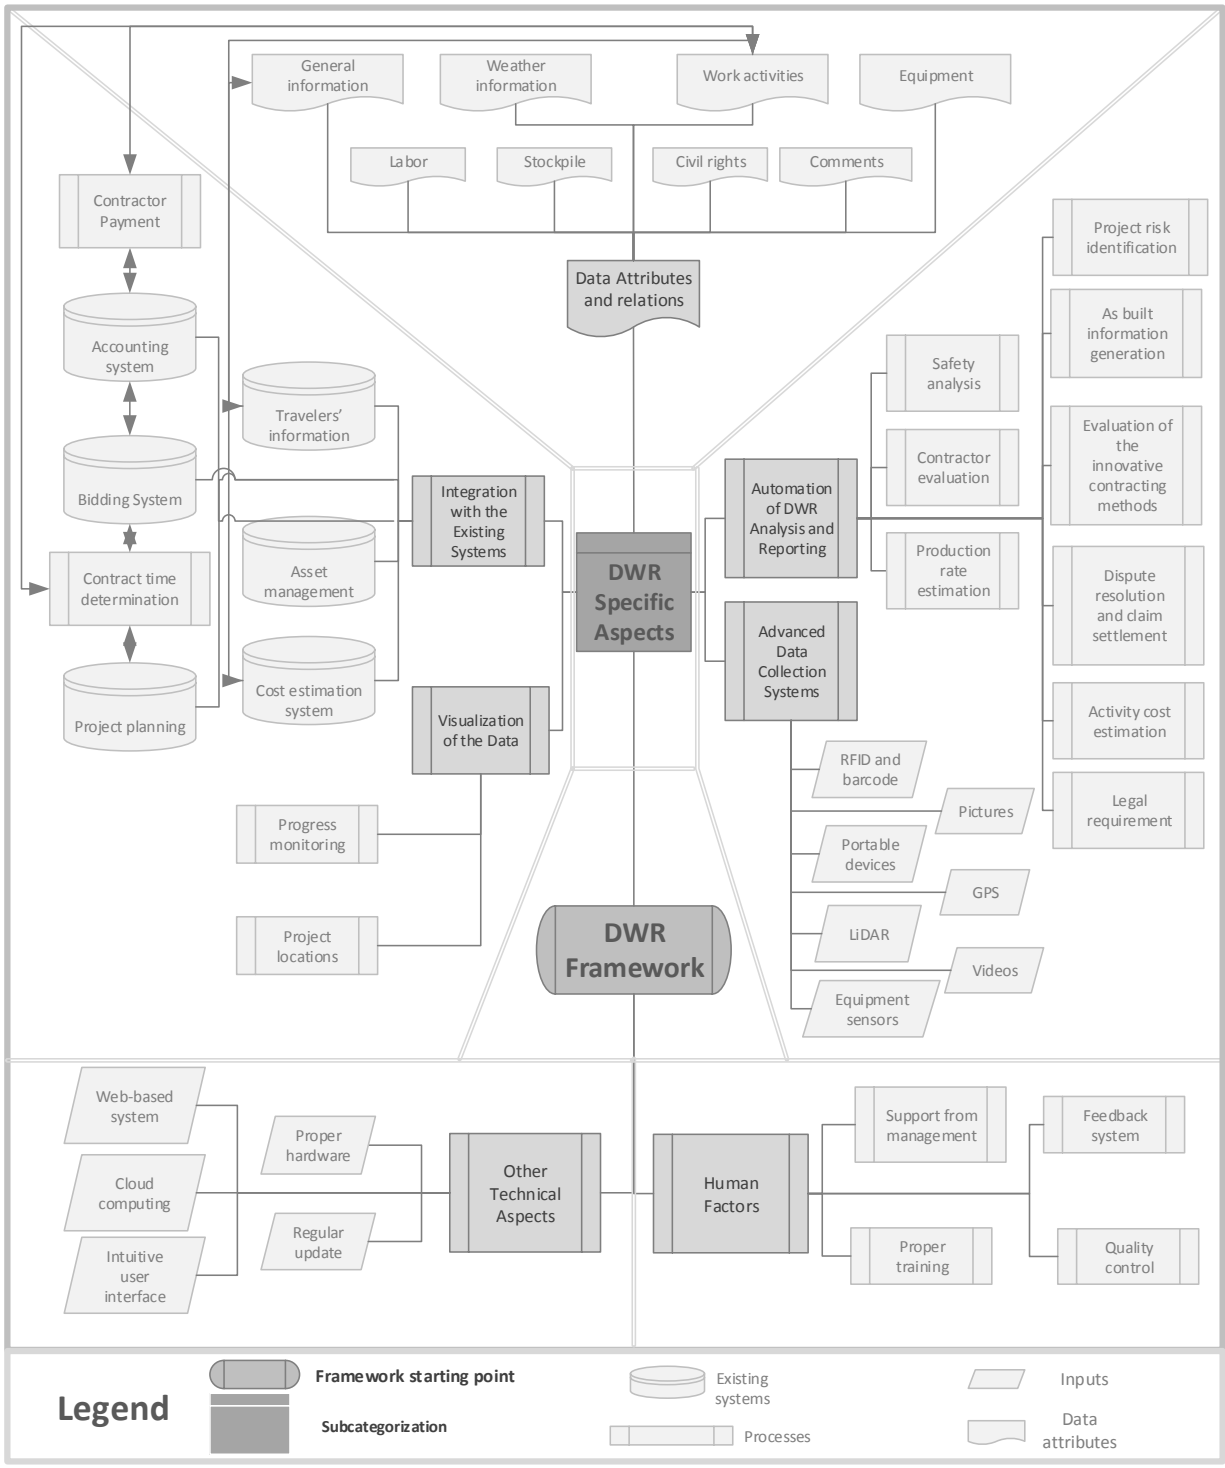 General
information
Weather
information
Work activities
Equipment
Labor
Stockpile
Civil rights
Comments
Data Attributes
and relations
Contractor
Payment
Accounting
system
Bidding System
Contract time
determination
Project planning
Travelers'
information
Asset
management
Cost estimation
system
Integration
with the
Existing
Systems
Visualization
of the Data
Progress
monitoring
Project
locations
DWR
Specific
Aspects
Automation
of DWR
Analysis and
Reporting
Advanced
Data
Collection
Systems
Safety
analysis
Contractor
evaluation
Production
rate
estimation
Project risk
identification
As built
information
generation
Evaluation of
the
innovative
contracting
methods
Dispute
resolution
and claim
settlement
Activity cost
estimation
Legal
requirement
RFID and
barcode
Pictures
Portable
devices
GPS
LiDAR
Videos
Equipment
sensors
DWR
Framework
Web-based
system
Cloud
computing
Intuitive
user
interface
Proper
hardware
Regular
update
Other
Technical
Aspects
Human
Factors
Support from
management
Feedback
system
Proper
training
Quality
control
Legend
Framework starting point
Subcategorization
Existing
systems
Processes
Inputs
Data
attributes